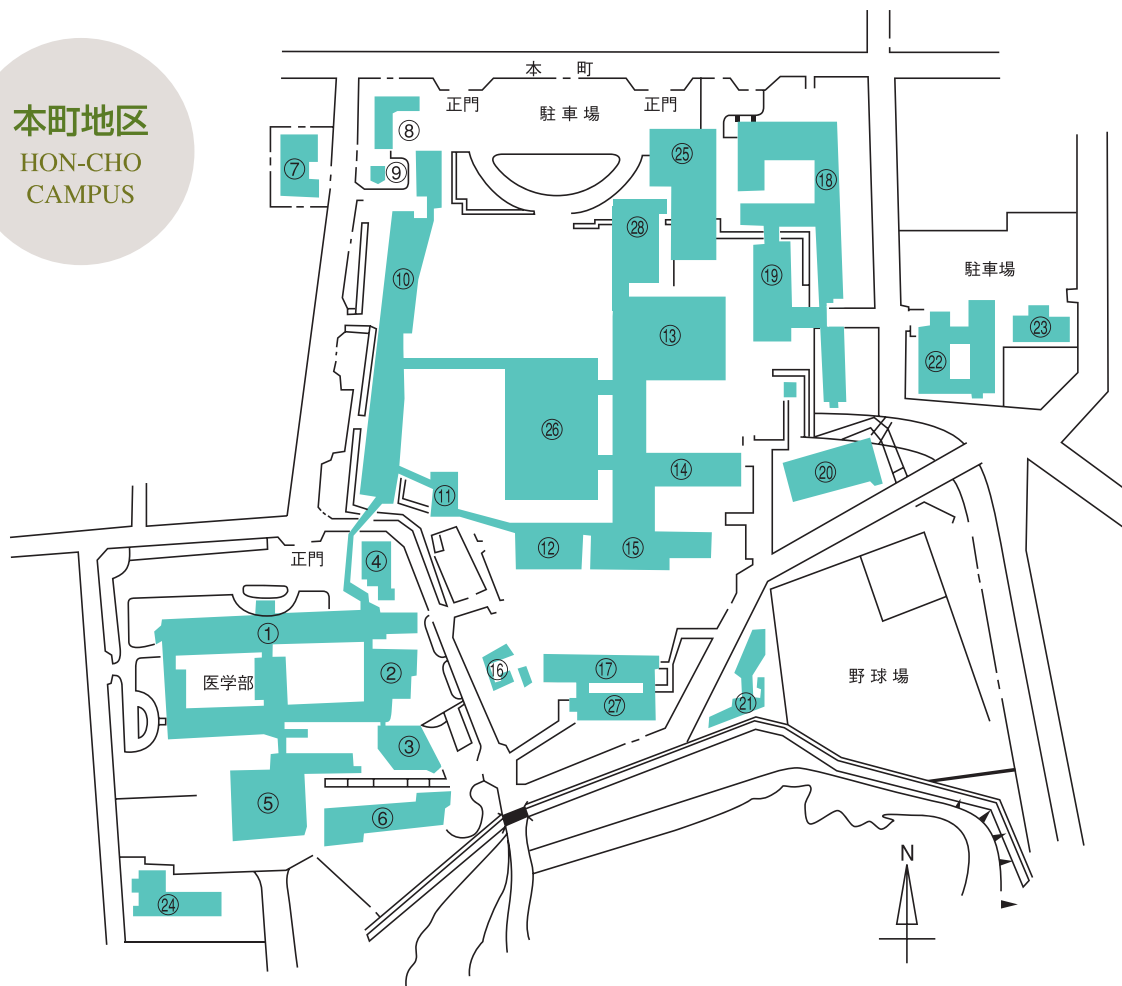 本町地区
HON-CHO
CAMPUS
本 町
正門
駐車場
正門
⑧
⑦
⑨
㉕
⑱
㉘
⑩
⑲
駐車場
⑬
㉓
㉒
㉖
⑭
⑳
⑪
⑫
⑮
正門
④
①
医学部
②
⑯
⑰
野球場
㉗
㉑
③
⑤
⑥
㉔
N